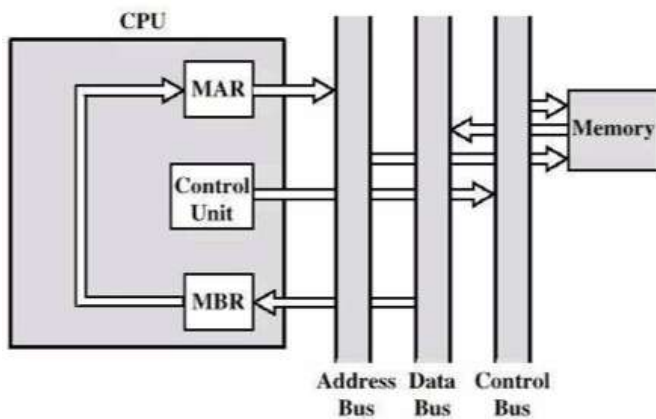 CPU
MAR
Memory
Control
Unit
MBR
Address Data Control
Bus Bus Bus